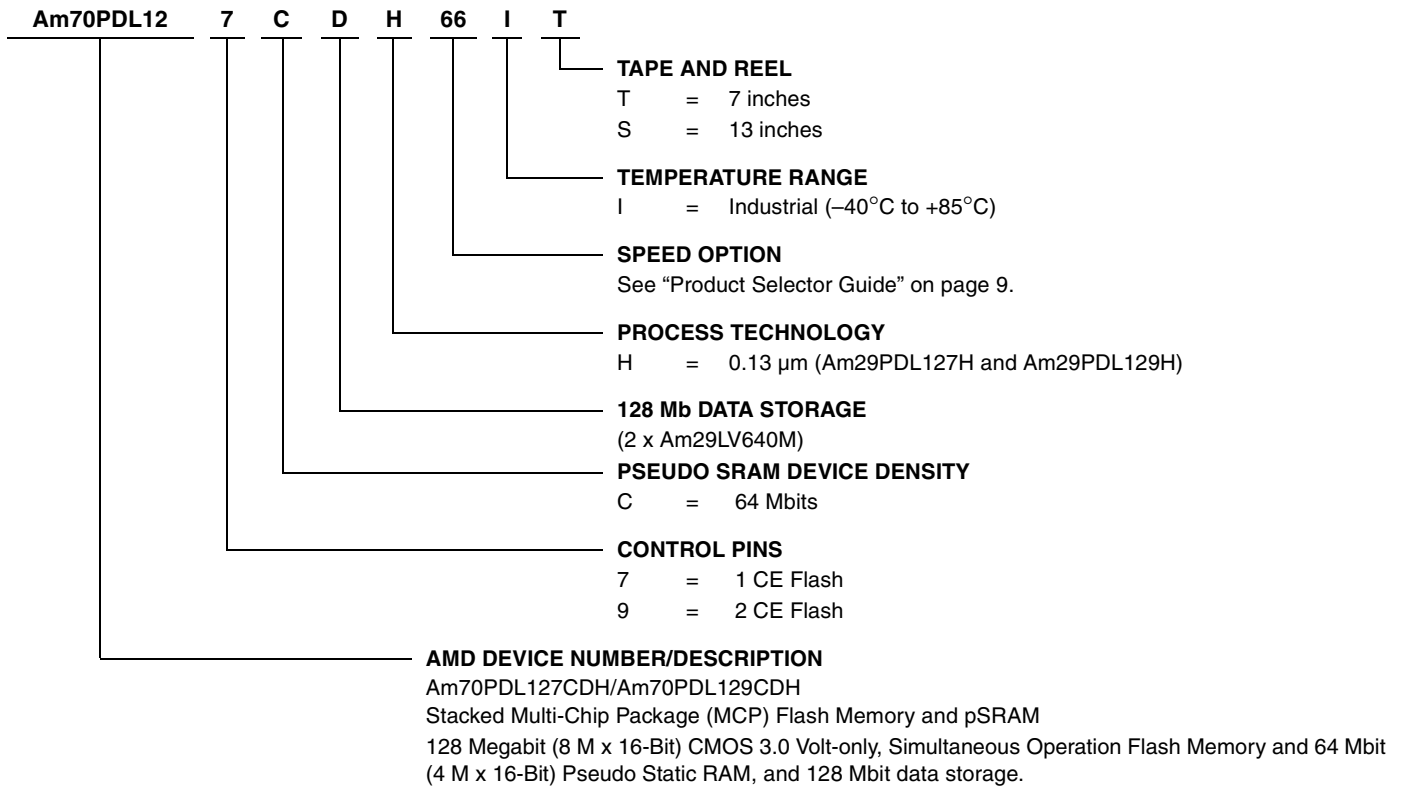 Am70PDL12 7 C D H 66 I T
TAPE AND REEL
T = 7 inches
S = 13 inches
TEMPERATURE RANGE
I = Industrial (–40°C to +85°C)
SPEED OPTION
See “Product Selector Guide” on page 9.
PROCESS TECHNOLOGY
H = 0.13 µm (Am29PDL127H and Am29PDL129H)
128 Mb DATA STORAGE
(2 x Am29LV640M)
PSEUDO SRAM DEVICE DENSITY
C = 64 Mbits
CONTROL PINS
7 = 1 CE Flash
9 = 2 CE Flash
AMD DEVICE NUMBER/DESCRIPTION
Am70PDL127CDH/Am70PDL129CDH
Stacked Multi-Chip Package (MCP) Flash Memory and pSRAM
128 Megabit (8 M x 16-Bit) CMOS 3.0 Volt-only, Simultaneous Operation Flash Memory and 64 Mbit
(4 M x 16-Bit) Pseudo Static RAM, and 128 Mbit data storage.